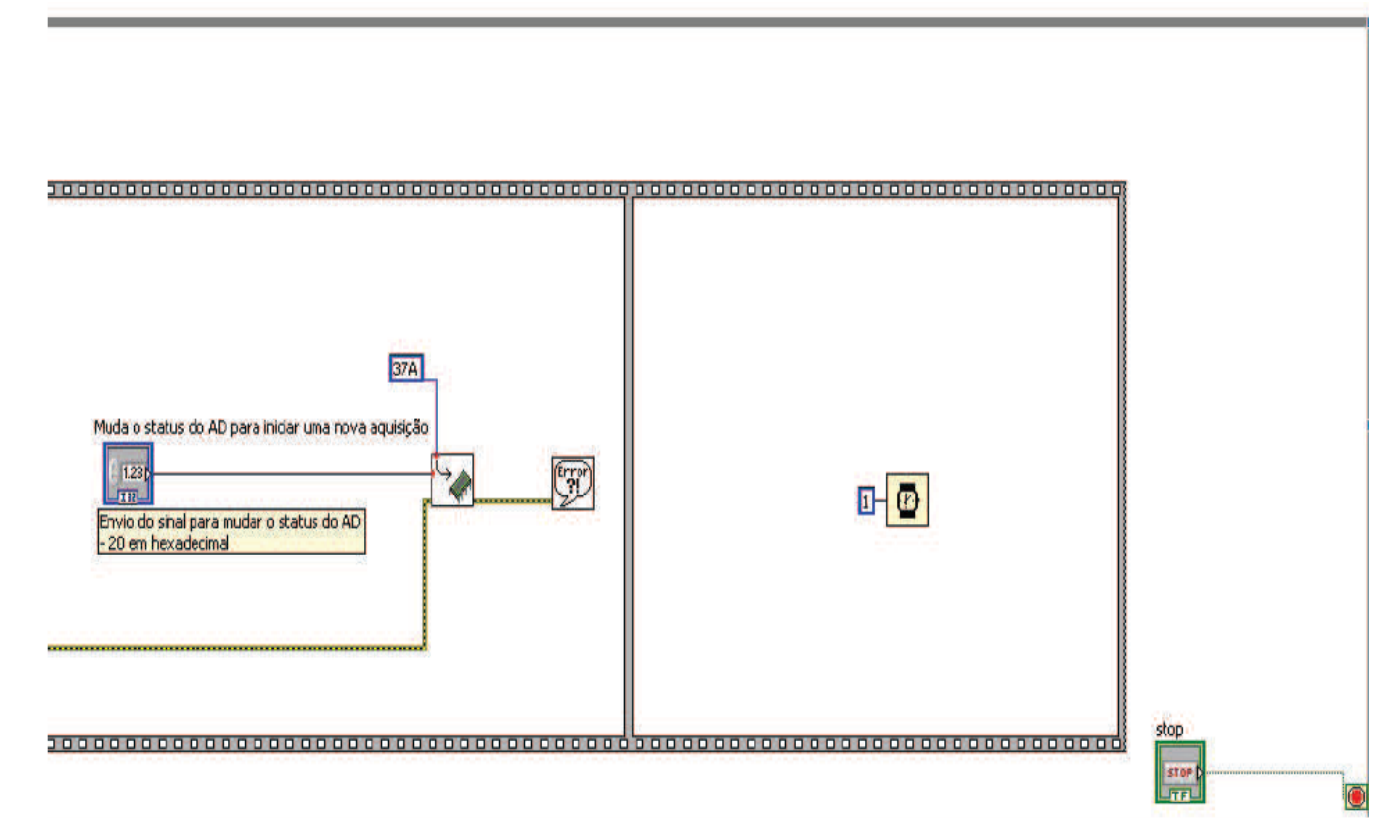 37A
Muda o status do AD para iniciar uma nova aquisição
1.23
I32
Error
?!
Envio do sinal para mudar o status do AD
- 20 em hexadecimal
1
stop
STOP
TF